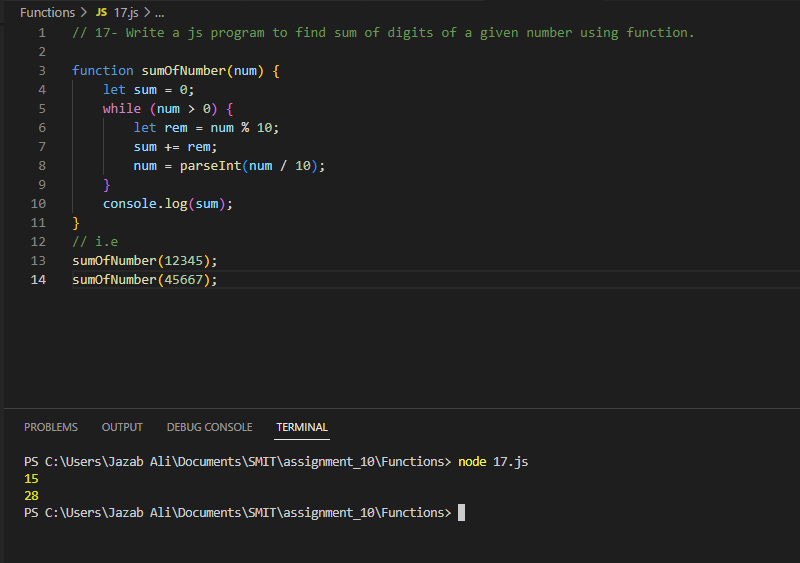 Functions > JS 17.js > ...
1 // 17- Write a js program to find sum of digits of a given number using function.
2
3 function sumOfNumber(num) {
4     let sum = 0;
5     while (num > 0) {
6         let rem = num % 10;
7         sum += rem;
8         num = parseInt(num / 10);
9     }
10     console.log(sum);
11 }
12 // i.e
13 sumOfNumber(12345);
14 sumOfNumber(45667);
PROBLEMS OUTPUT DEBUG CONSOLE TERMINAL
PS C:\Users\Jazab Ali\Documents\SMIT\assignment_10\Functions> node 17.js
15
28
PS C:\Users\Jazab Ali\Documents\SMIT\assignment_10\Functions>